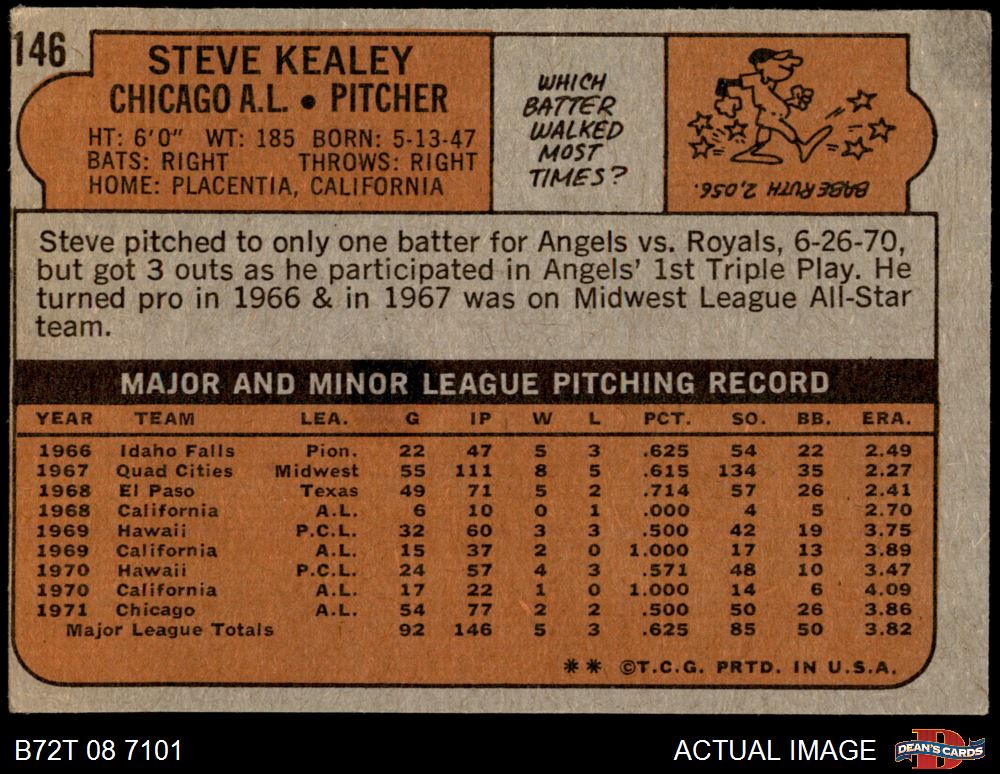 146
STEVE KEALEY
CHICAGO A.L. • PITCHER
HT: 6'0" WT: 185 BORN: 5-13-47
BATS: RIGHT THROWS: RIGHT
HOME: PLACENTIA, CALIFORNIA
WHICH
BATTER
WALKED
MOST
TIMES?
BABE RUTH 2,056.
Steve pitched to only one batter for Angels vs. Royals, 6-26-70,
but got 3 outs as he participated in Angels' 1st Triple Play. He
turned pro in 1966 & in 1967 was on Midwest League All-Star
team.
MAJOR AND MINOR LEAGUE PITCHING RECORD
YEAR TEAM LEA. G IP W L PCT. SO. BB. ERA.
1966 Idaho Falls Pion. 22 47 5 3 .625 54 22 2.49
1967 Quad Cities Midwest 55 111 8 5 .615 134 35 2.27
1968 El Paso Texas 49 71 5 2 .714 57 26 2.41
1968 California A.L. 6 10 0 1 .000 4 5 2.70
1969 Hawaii P.C.L. 32 60 3 3 .500 42 19 3.75
1969 California A.L. 15 37 2 0 1.000 17 13 3.89
1970 Hawaii P.C.L. 24 57 4 3 .571 48 10 3.47
1970 California A.L. 17 22 1 0 1.000 14 6 4.09
1971 Chicago A.L. 54 77 2 2 .500 50 26 3.86
Major League Totals 92 146 5 3 .625 85 50 3.82
** ©T.C.G. PRTD. IN U.S.A.
B72T 08 7101
ACTUAL IMAGE
DEAN'S CARDS